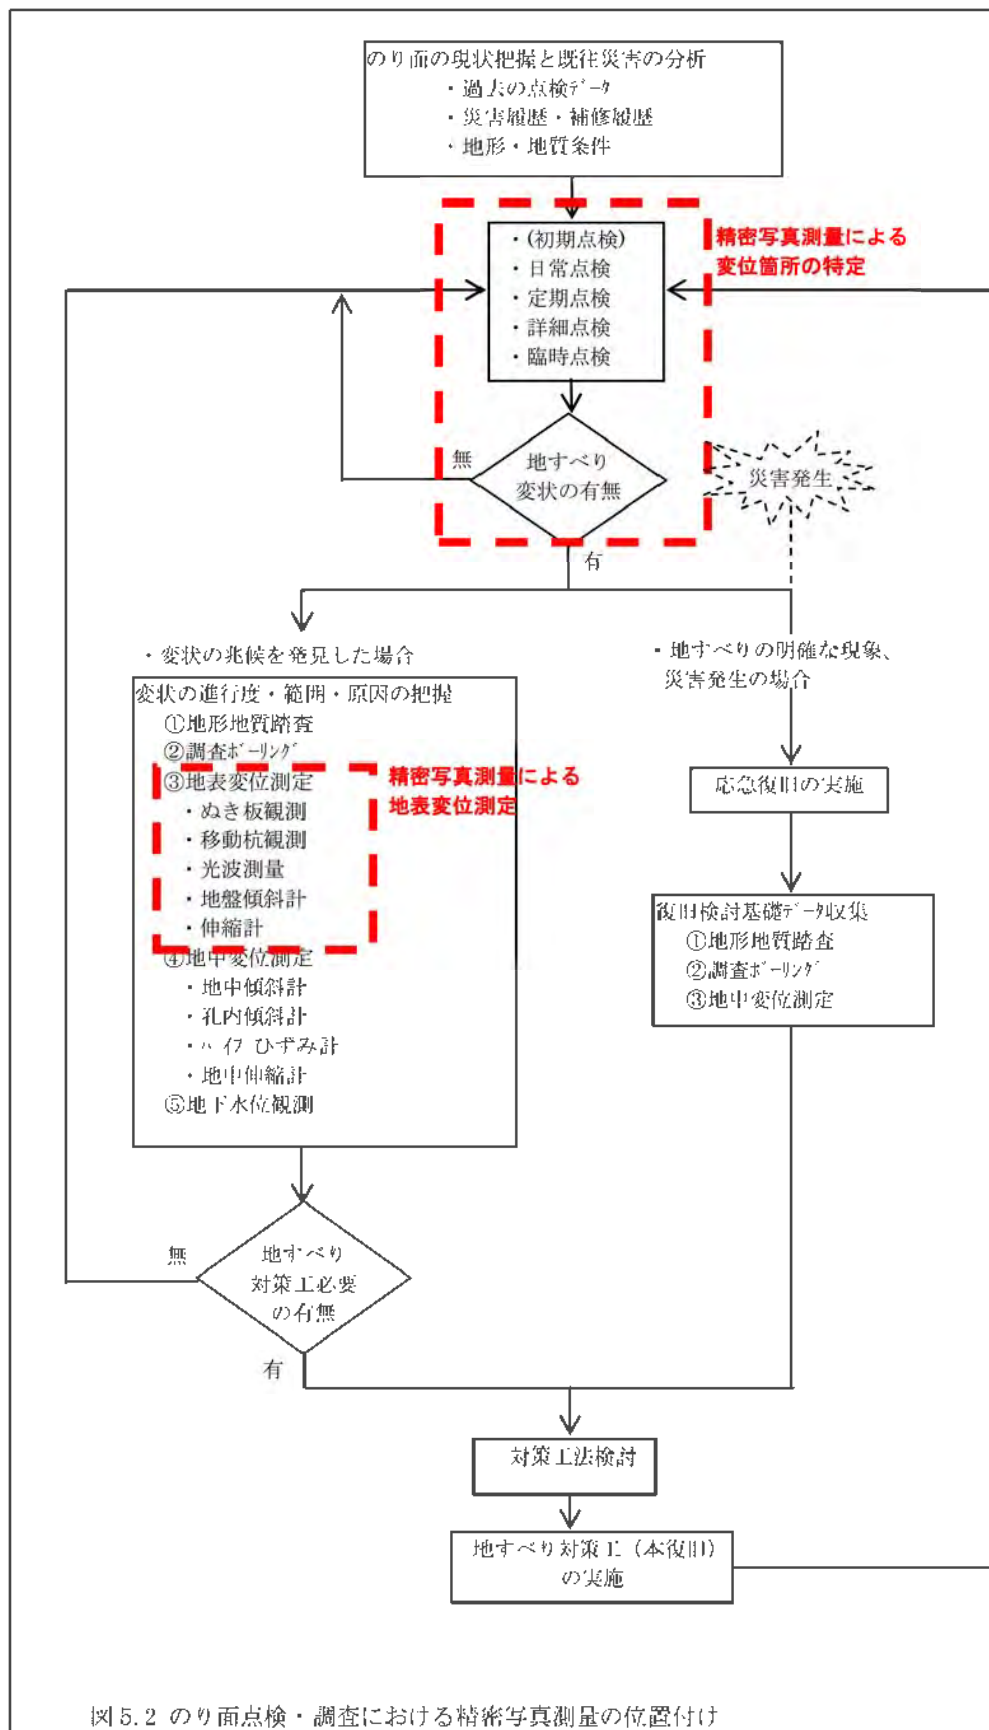 のり面の現状把握と既往災害の分析
・過去の点検ﾃﾞｰﾀ
・災害履歴・補修履歴
・地形・地質条件
・(初期点検)
・日常点検
・定期点検
・詳細点検
・臨時点検
精密写真測量による
変位箇所の特定
地すべり
変状の有無
無
有
災害発生
・変状の兆候を発見した場合
・地すべりの明確な現象、
災害発生の場合
変状の進行度・範囲・原因の把握
①地形地質踏査
②調査ﾎﾞｰﾘﾝｸﾞ
③地表変位測定
・ぬき板観測
・移動杭観測
・光波測量
・地盤傾斜計
・伸縮計
④地中変位測定
・地中傾斜計
・孔内傾斜計
・ﾊﾟｲﾌﾟひずみ計
・地中伸縮計
⑤地下水位観測
精密写真測量による
地表変位測定
応急復旧の実施
復旧検討基礎ﾃﾞｰﾀ収集
①地形地質踏査
②調査ﾎﾞｰﾘﾝｸﾞ
③地中変位測定
地すべり
対策工必要
の有無
無
有
対策工法検討
地すべり対策工（本復旧）
の実施
図5.2 のり面点検・調査における精密写真測量の位置付け